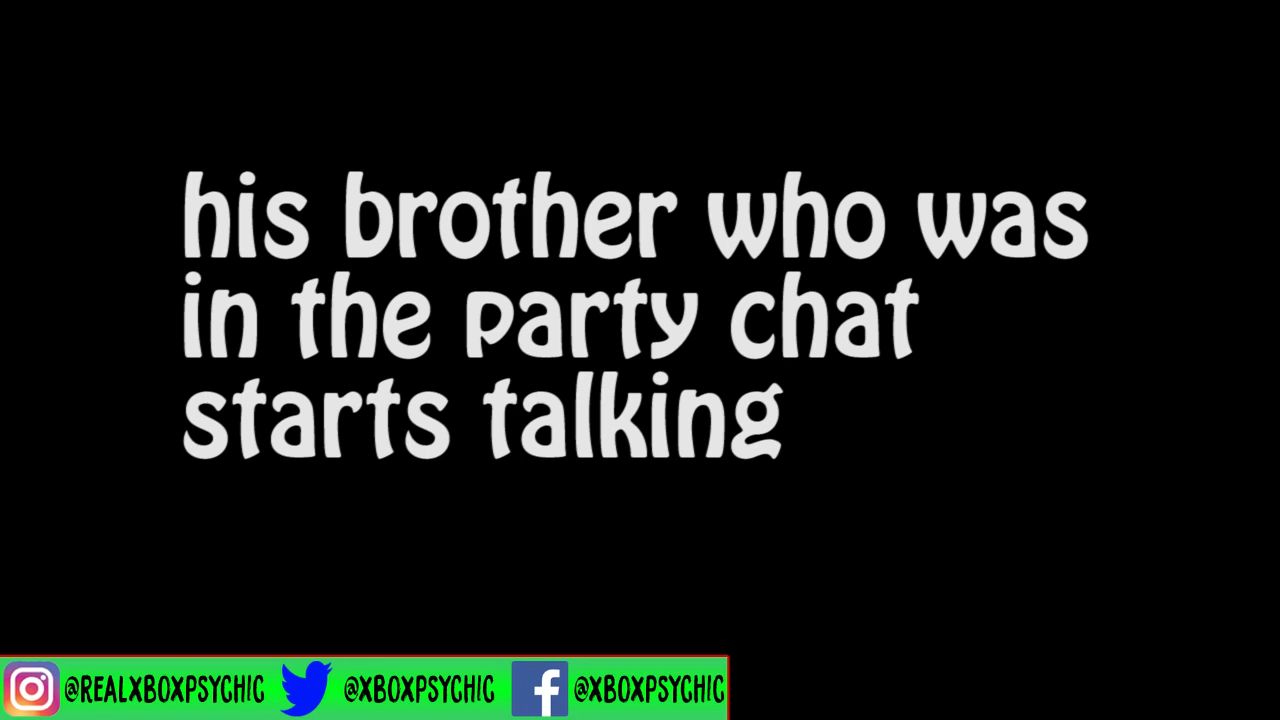 his brother who was
in the party chat
starts talking
@REALXBOXPSYCHIC @XBOXPSYCHIC @XBOXPSYCHIC